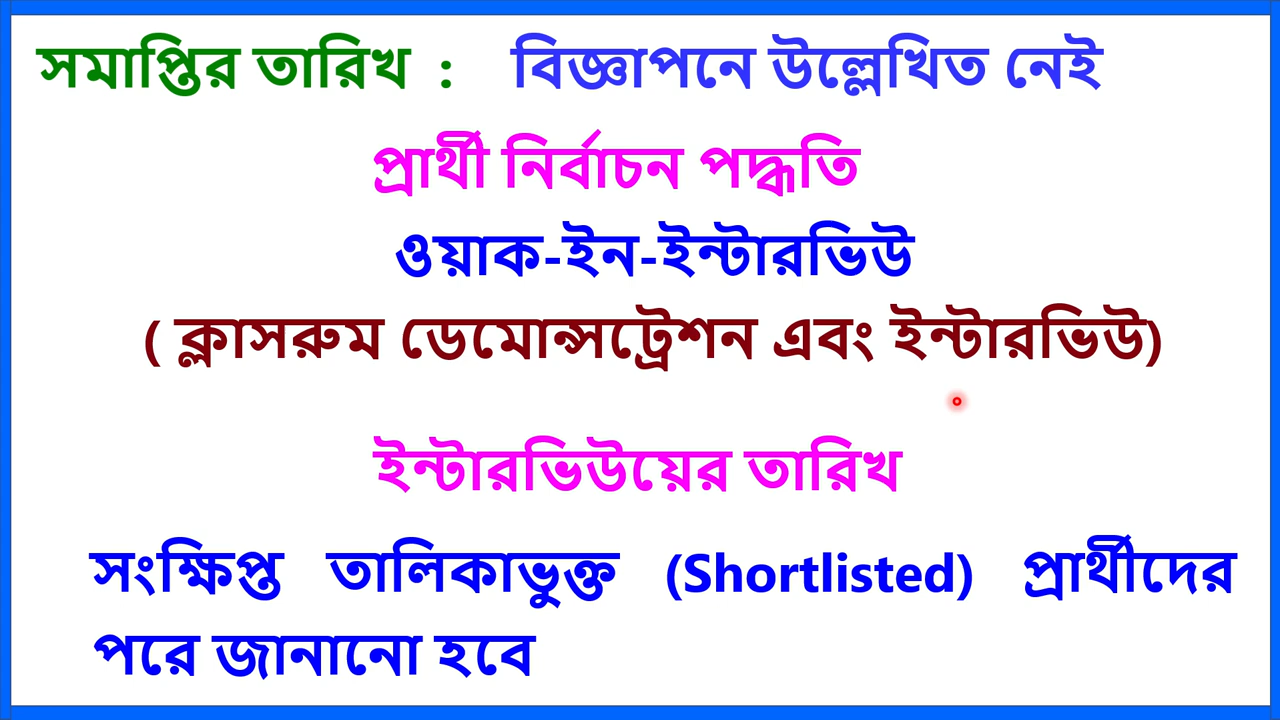 সমাপ্তির তারিখ : বিজ্ঞাপনে উল্লেখিত নেই
প্রার্থী নির্বাচন পদ্ধতি
ওয়াক-ইন-ইন্টারভিউ
( ক্লাসরুম ডেমোন্সট্রেশন এবং ইন্টারভিউ)
ইন্টারভিউয়ের তারিখ
সংক্ষিপ্ত তালিকাভুক্ত (Shortlisted) প্রার্থীদের
পরে জানানো হবে